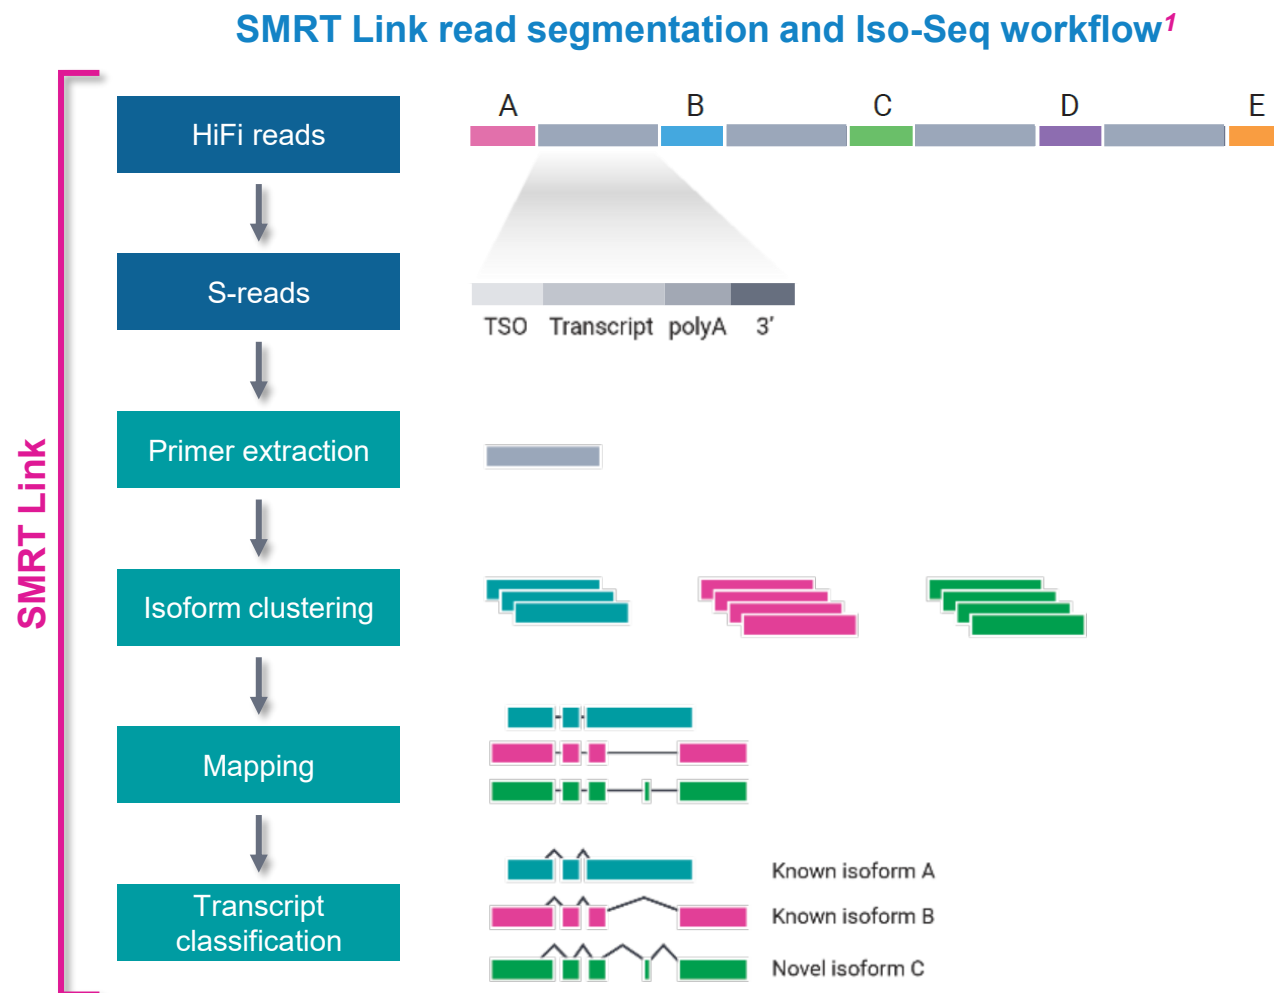 SMRT Link read segmentation and Iso-Seq workflow1
SMRT Link
HiFi reads
A B C D E
S-reads
TSO Transcript polyA 3′
Primer extraction
Isoform clustering
Mapping
Transcript
classification
Known isoform A
Known isoform B
Novel isoform C